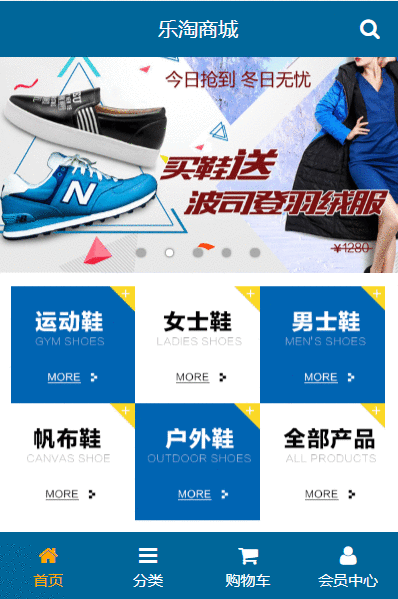 乐淘商城
今日抢到 冬日无忧
买鞋送
波司登羽绒服
¥1280
N
运动鞋
GYM SHOES
MORE
女士鞋
LADIES SHOES
MORE
男士鞋
MEN'S SHOES
MORE
帆布鞋
CANVAS SHOE
MORE
户外鞋
OUTDOOR SHOES
MORE
全部产品
ALL PRODUCTS
MORE
首页
分类
购物车
会员中心